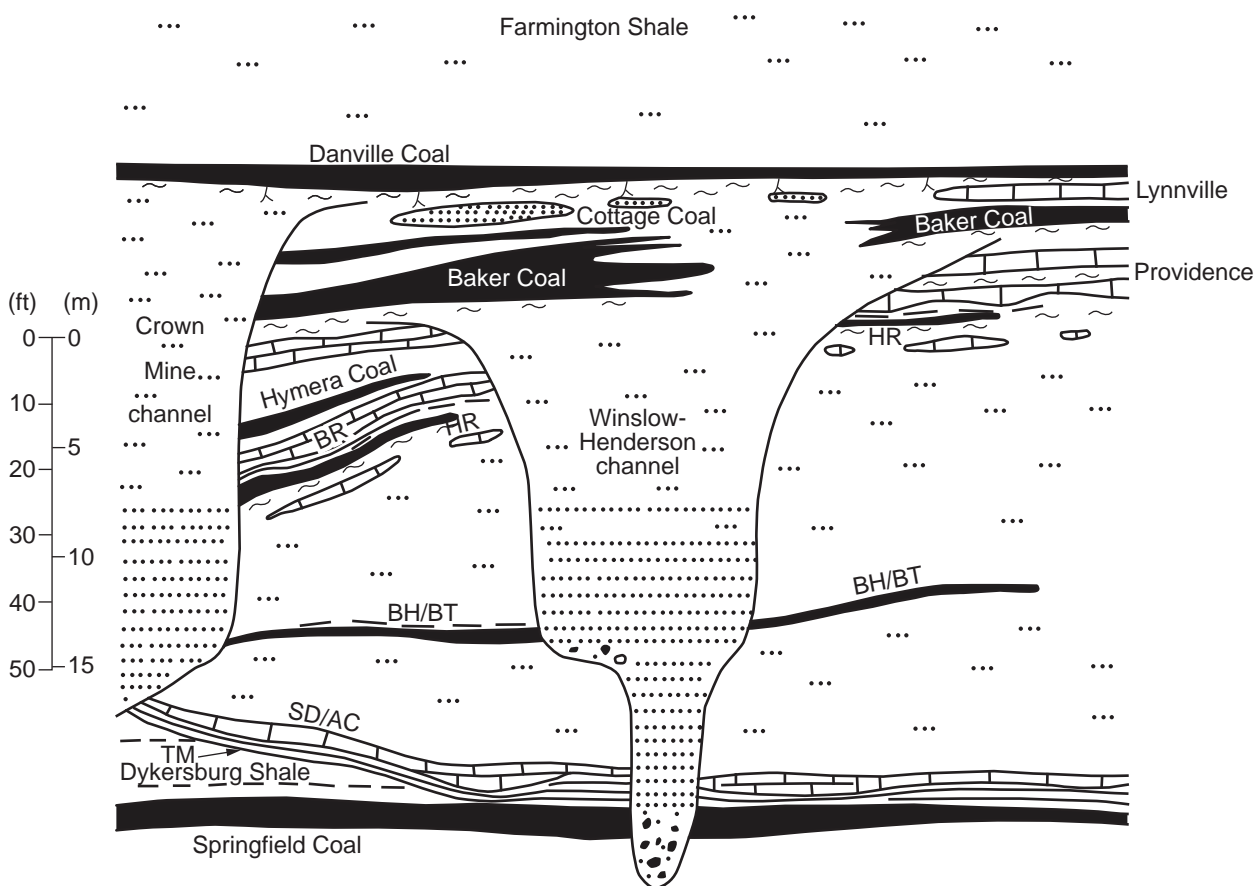 Farmington Shale
Danville Coal
Lynnville
Cottage Coal
Baker Coal
Baker Coal
Providence
(ft) (m)
Crown
Mine
channel
0 0
HR
Hymera Coal
10
BR
HR
Winslow-
Henderson
channel
5
20
30
10
BH/BT
40
BH/BT
50 15
SD/AC
TM
Dykersburg Shale
Springfield Coal